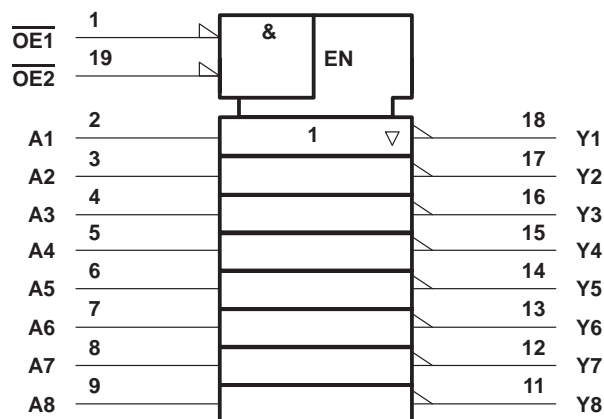 OE1 1 &
OE2 19 EN
A1 2 1 ▽ 18 Y1
A2 3 17 Y2
A3 4 16 Y3
A4 5 15 Y4
A5 6 14 Y5
A6 7 13 Y6
A7 8 12 Y7
A8 9 11 Y8